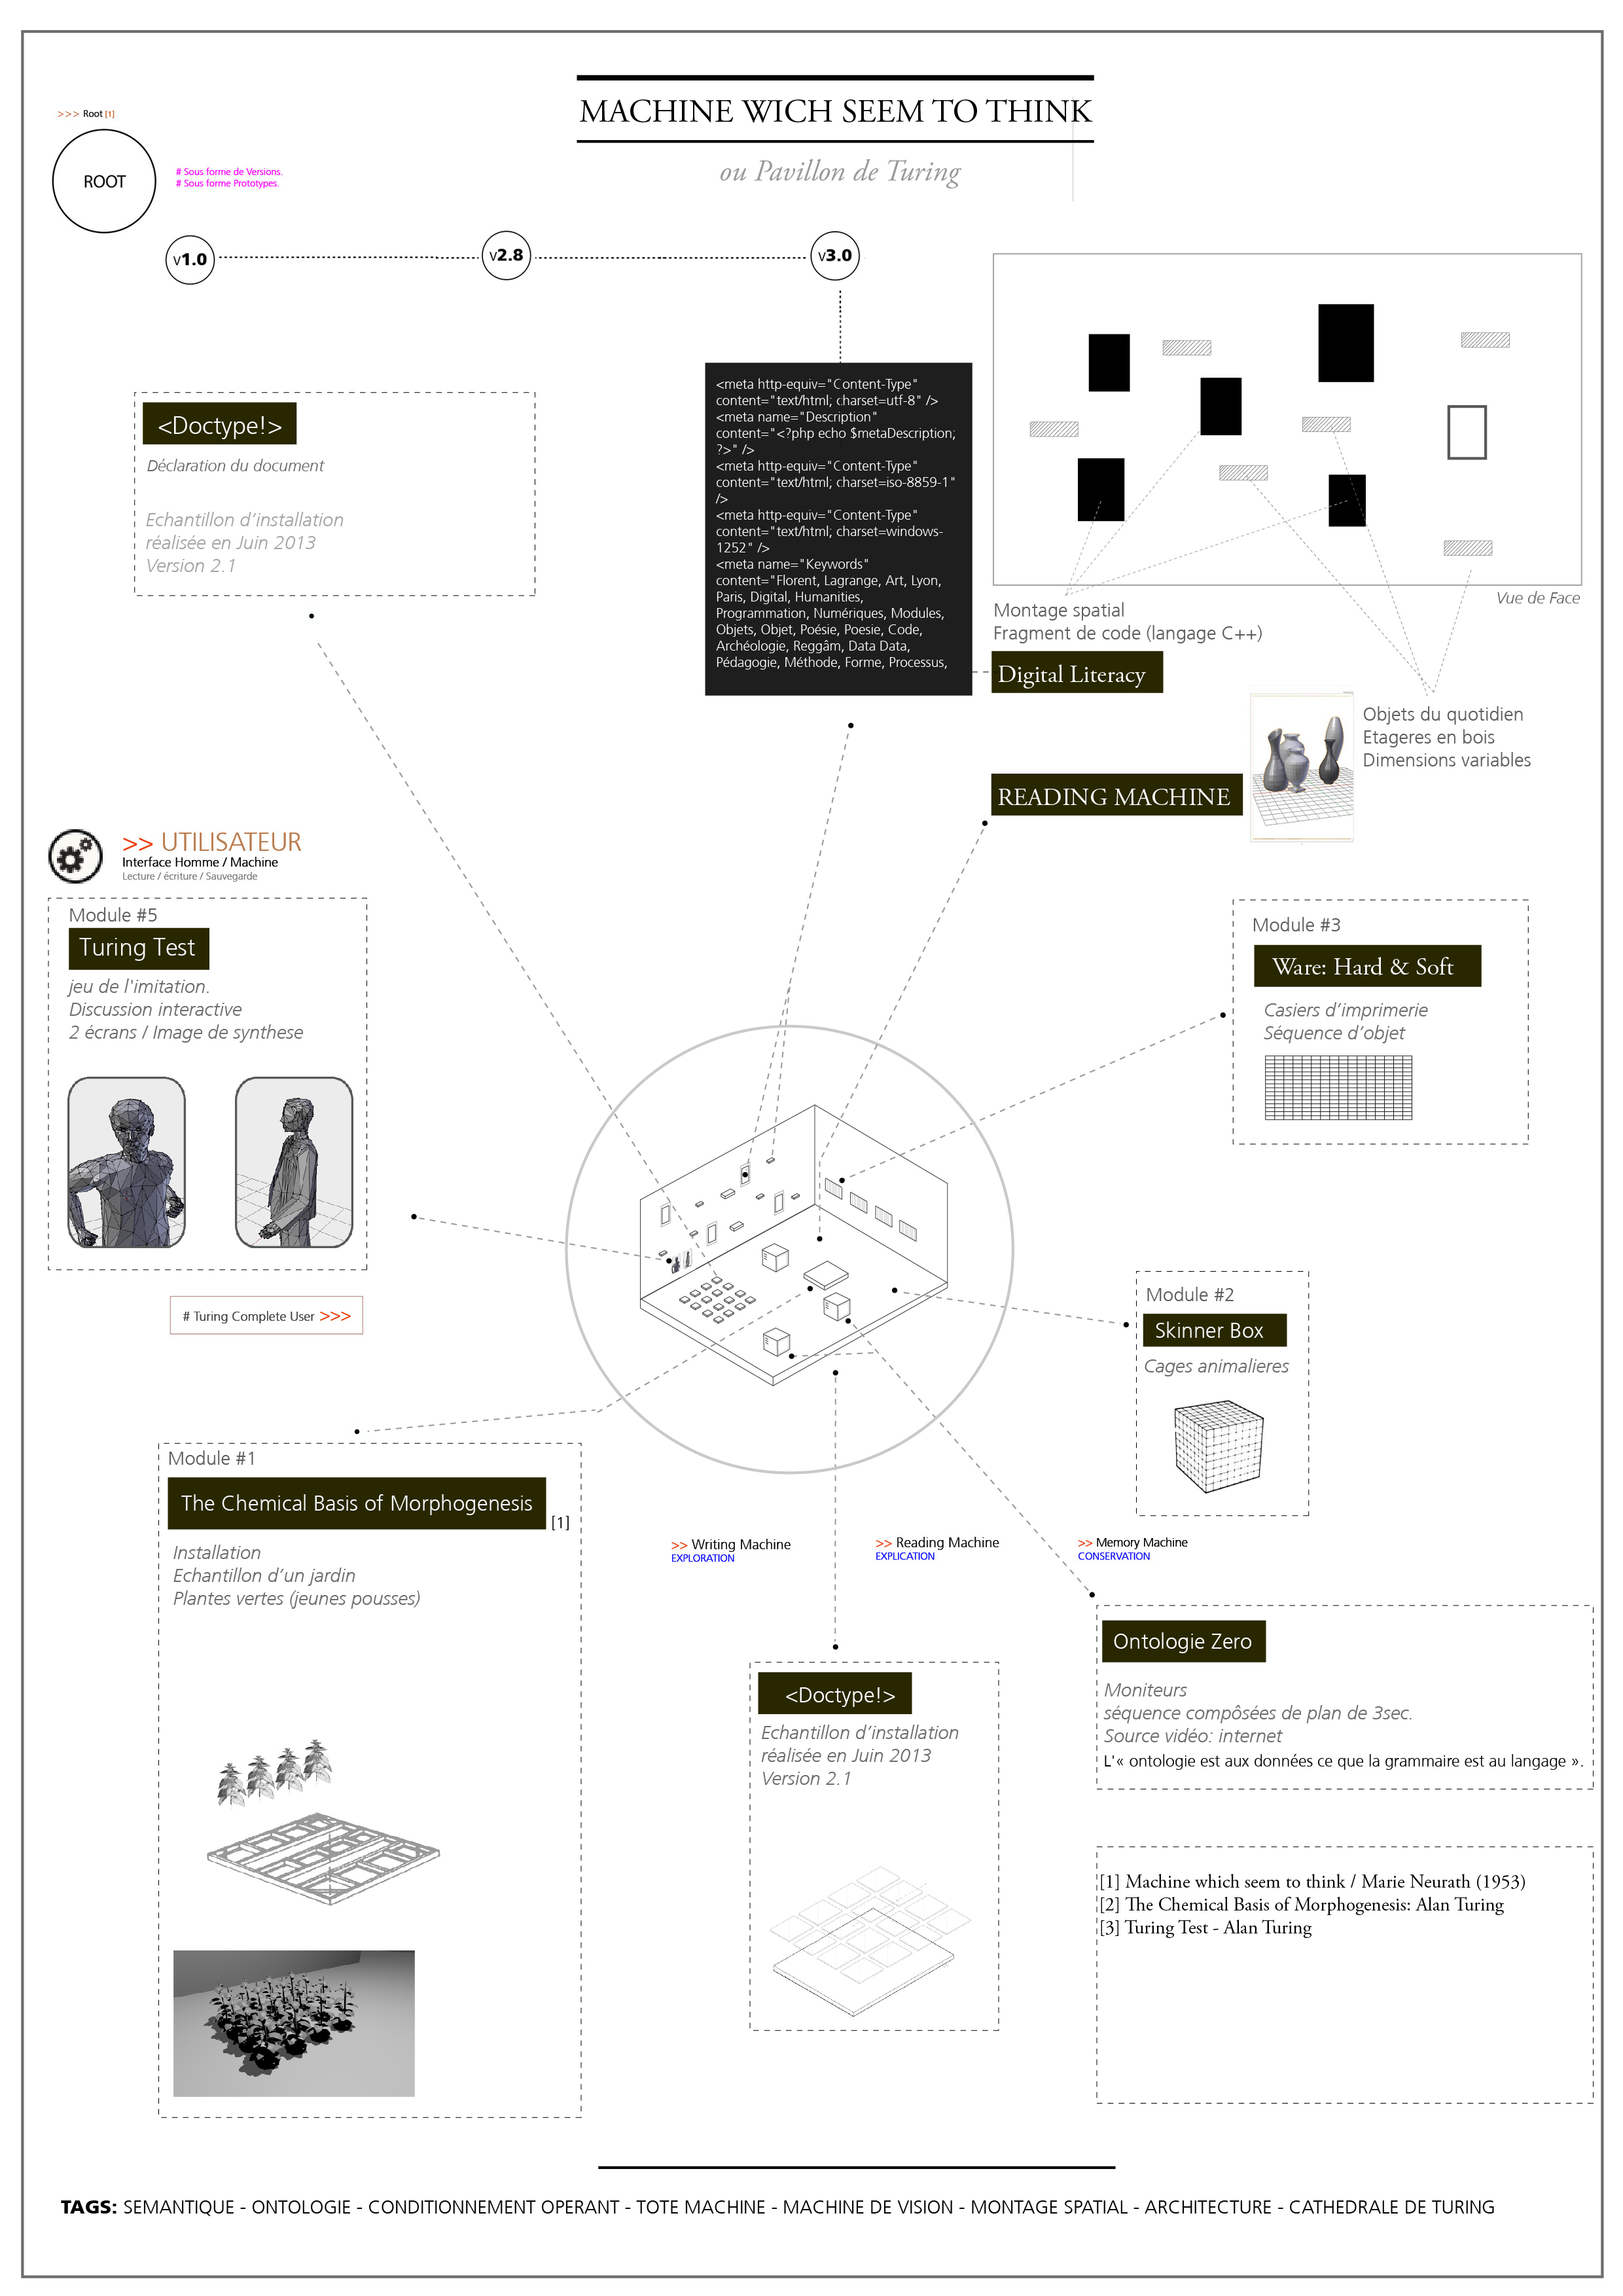 MACHINE WICH SEEM TO THINK
ou Pavillon de Turing
>>> Root [1]
ROOT
# Sous forme de Versions.
# Sous forme Prototypes.
v1.0
v2.8
v3.0
<Doctype!>
Déclaration du document
Echantillon d’installation
réalisée en Juin 2013
Version 2.1
<meta http-equiv="Content-Type"
content="text/html; charset=utf-8" />
<meta name="Description"
content="<?php echo $metaDescription;
?>" />
<meta http-equiv="Content-Type"
content="text/html; charset=iso-8859-1"
/>
<meta http-equiv="Content-Type"
content="text/html; charset=windows-
1252" />
<meta name="Keywords"
content="Florent, Lagrange, Art, Lyon,
Paris, Digital, Humanities,
Programmation, Numériques, Modules,
Objets, Objet, Poésie, Poesie, Code,
Archéologie, Reggâm, Data Data,
Pédagogie, Méthode, Forme, Processus,
Vue de Face
Montage spatial
Fragment de code (langage C++)
Digital Literacy
Objets du quotidien
Etageres en bois
Dimensions variables
READING MACHINE
>> UTILISATEUR
Interface Homme / Machine
Lecture / écriture / Sauvegarde
Module #5
Turing Test
jeu de l'imitation.
Discussion interactive
2 écrans / Image de synthese
# Turing Complete User >>>
Module #3
Ware: Hard & Soft
Casiers d’imprimerie
Séquence d’objet
Module #2
Skinner Box
Cages animalieres
Module #1
The Chemical Basis of Morphogenesis
[1]
Installation
Echantillon d’un jardin
Plantes vertes (jeunes pousses)
>> Writing Machine
EXPLORATION
>> Reading Machine
EXPLICATION
>> Memory Machine
CONSERVATION
<Doctype!>
Echantillon d’installation
réalisée en Juin 2013
Version 2.1
Ontologie Zero
Moniteurs
séquence compôsées de plan de 3sec.
Source vidéo: internet
L'« ontologie est aux données ce que la grammaire est au langage ».
[1] Machine which seem to think / Marie Neurath (1953)
[2] The Chemical Basis of Morphogenesis: Alan Turing
[3] Turing Test - Alan Turing
TAGS: SEMANTIQUE - ONTOLOGIE - CONDITIONNEMENT OPERANT - TOTE MACHINE - MACHINE DE VISION - MONTAGE SPATIAL - ARCHITECTURE - CATHEDRALE DE TURING